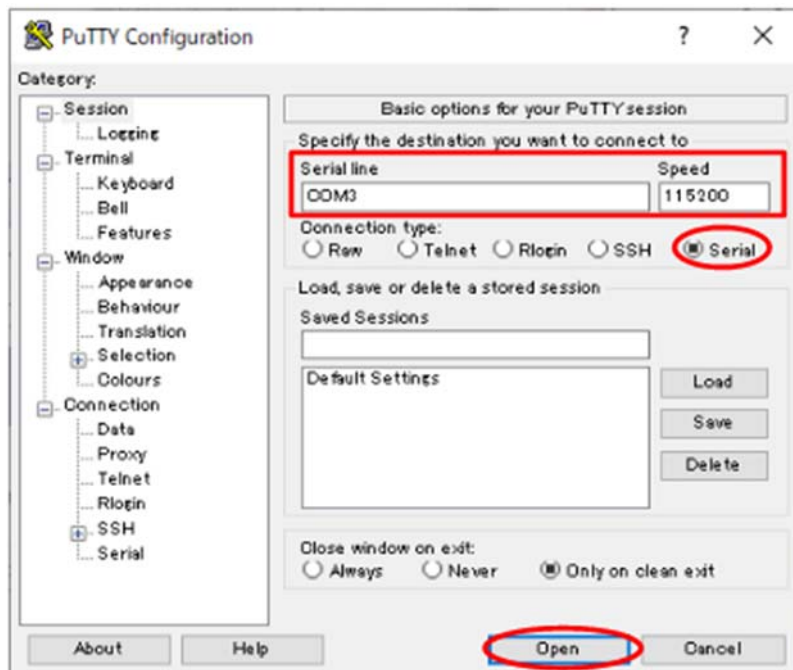 PuTTY Configuration
? ×
Category:
Session
Logging
Terminal
Keyboard
Bell
Features
Window
Appearance
Behaviour
Translation
Selection
Colours
Connection
Data
Proxy
Telnet
Rlogin
SSH
Serial
Basic options for your PuTTY session
Specify the destination you want to connect to
Serial line Speed
COM3 115200
Connection type:
Raw Telnet Rlogin SSH Serial
Load, save or delete a stored session
Saved Sessions
Default Settings
Load
Save
Delete
Close window on exit:
Always Never Only on clean exit
About Help Open Cancel